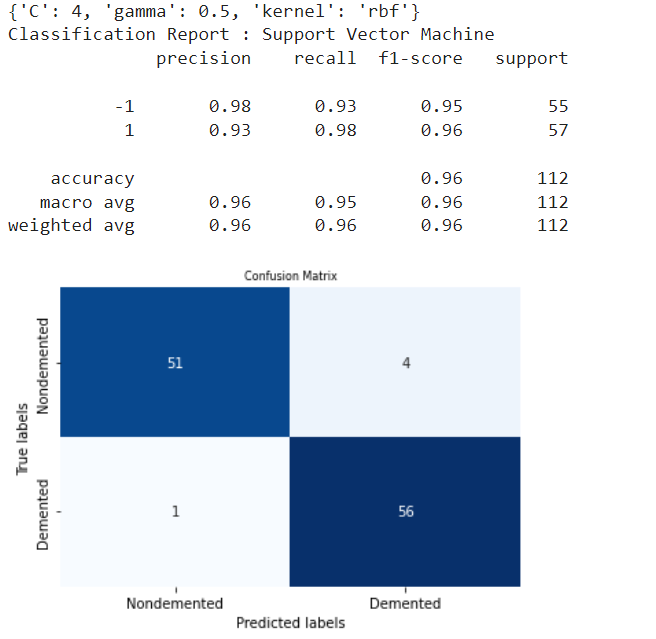 {'C': 4, 'gamma': 0.5, 'kernel': 'rbf'}
Classification Report : Support Vector Machine
precision recall f1-score support
-1 0.98 0.93 0.95 55
1 0.93 0.98 0.96 57
accuracy 0.96 112
macro avg 0.96 0.95 0.96 112
weighted avg 0.96 0.96 0.96 112
Confusion Matrix
True labels
Nondemented
51 4
Demented
1 56
Nondemented Demented
Predicted labels